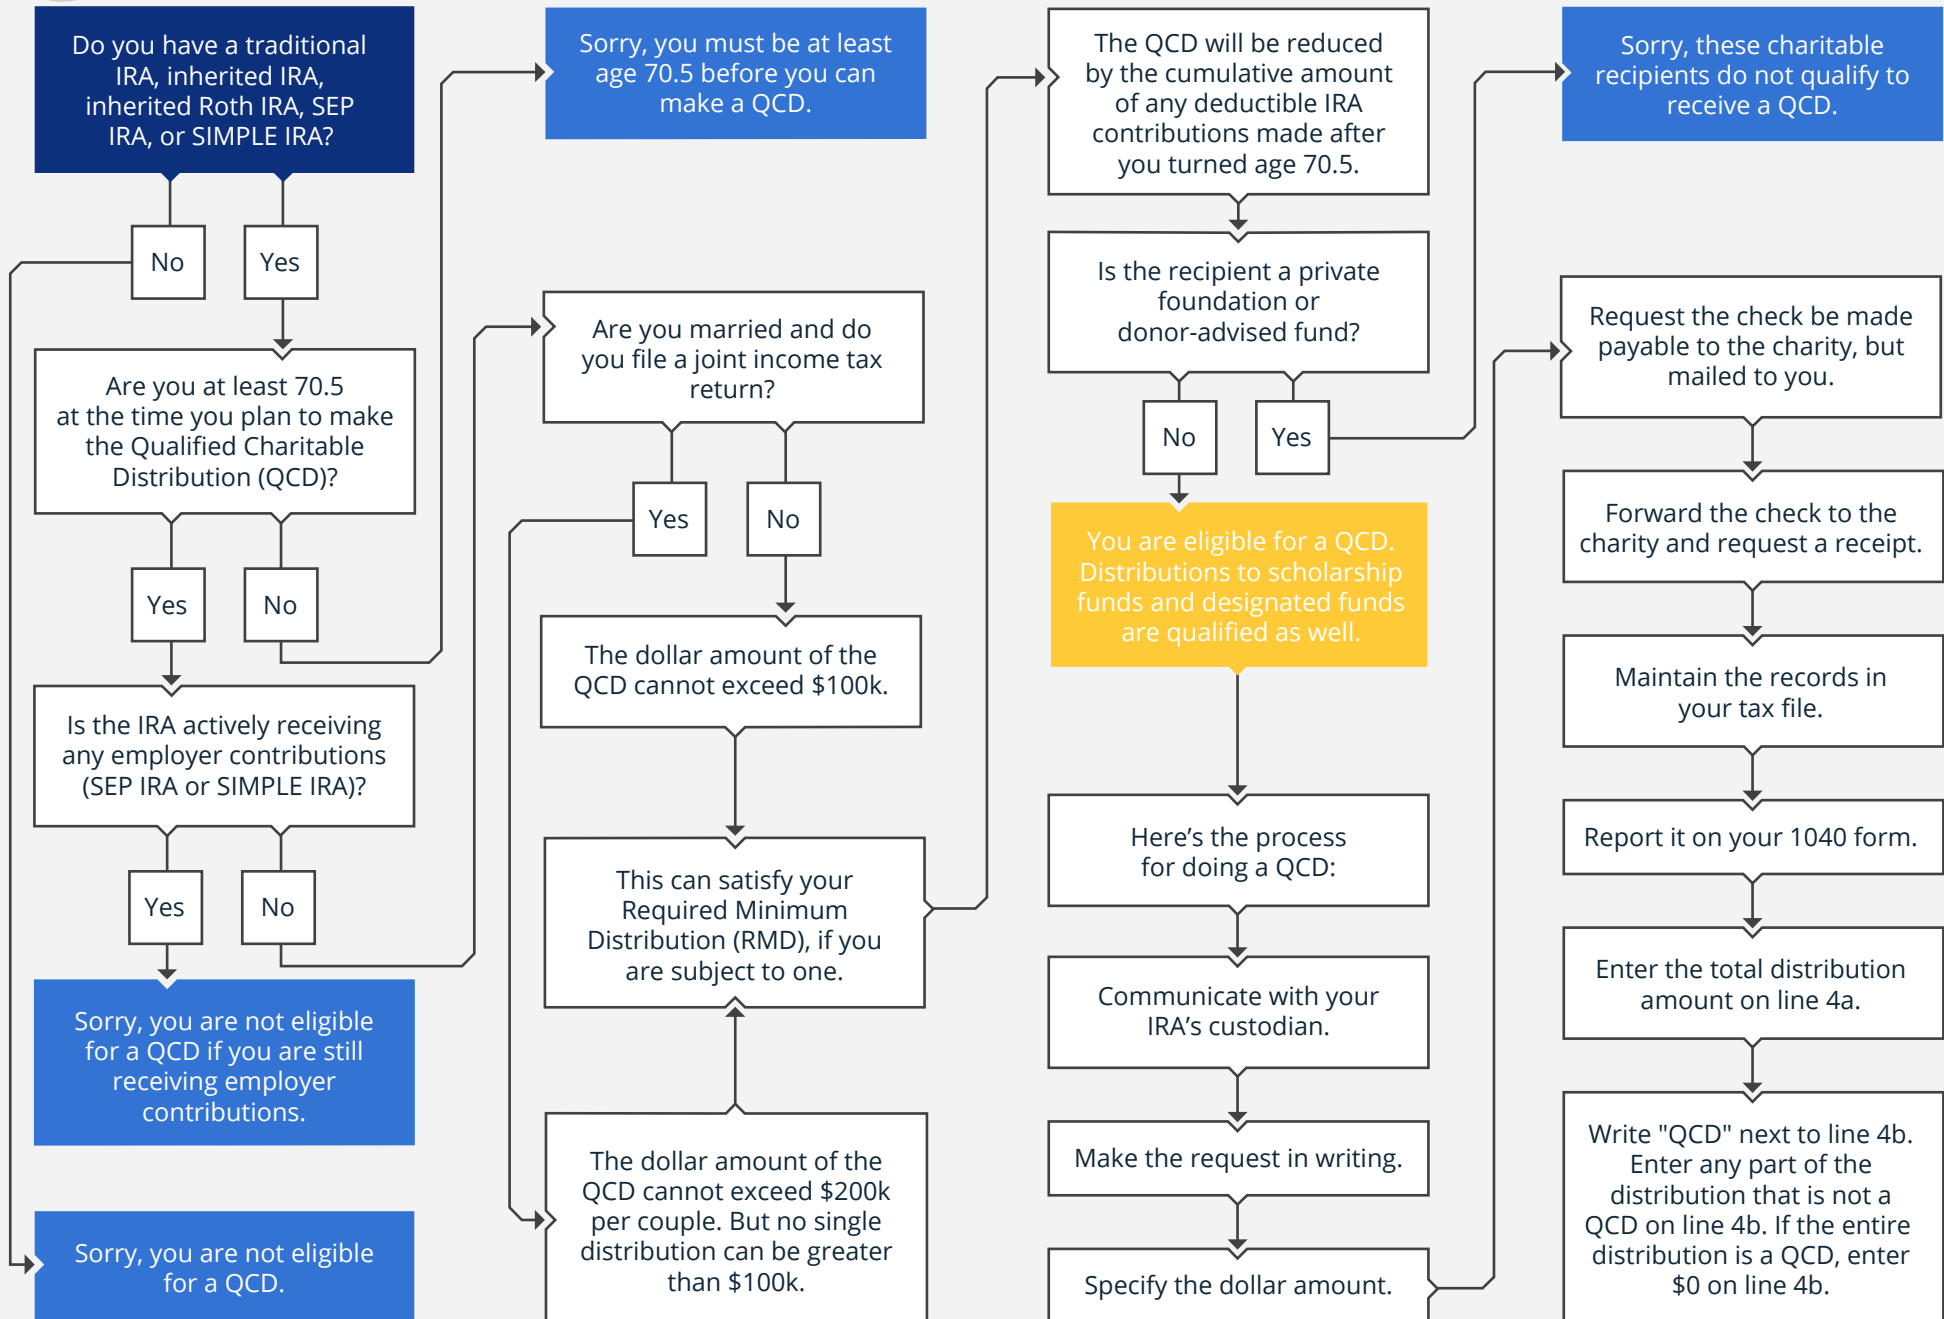 Do you have a traditional
IRA, inherited IRA,
inherited Roth IRA, SEP
IRA, or SIMPLE IRA?
No
Yes
Are you at least 70.5
at the time you plan to make
the Qualified Charitable
Distribution (QCD)?
Yes
No
Is the IRA actively receiving
any employer contributions
(SEP IRA or SIMPLE IRA)?
Yes
No
Sorry, you are not eligible
for a QCD if you are still
receiving employer
contributions.
Sorry, you are not eligible
for a QCD.
Sorry, you must be at least
age 70.5 before you can
make a QCD.
Are you married and do
you file a joint income tax
return?
Yes
No
The dollar amount of the
QCD cannot exceed $100k.
This can satisfy your
Required Minimum
Distribution (RMD), if you
are subject to one.
The dollar amount of the
QCD cannot exceed $200k
per couple. But no single
distribution can be greater
than $100k.
The QCD will be reduced
by the cumulative amount
of any deductible IRA
contributions made after
you turned age 70.5.
Is the recipient a private
foundation or
donor-advised fund?
No
Yes
You are eligible for a QCD.
Distributions to scholarship
funds and designated funds
are qualified as well.
Here’s the process
for doing a QCD:
Communicate with your
IRA’s custodian.
Make the request in writing.
Specify the dollar amount.
Sorry, these charitable
recipients do not qualify to
receive a QCD.
Request the check be made
payable to the charity, but
mailed to you.
Forward the check to the
charity and request a receipt.
Maintain the records in
your tax file.
Report it on your 1040 form.
Enter the total distribution
amount on line 4a.
Write "QCD" next to line 4b.
Enter any part of the
distribution that is not a
QCD on line 4b. If the entire
distribution is a QCD, enter
$0 on line 4b.